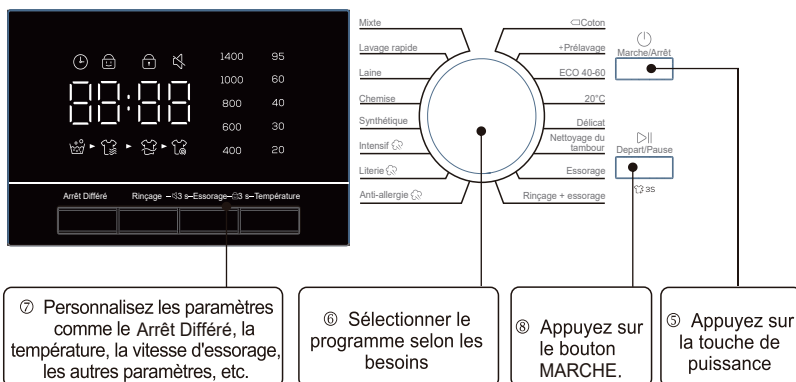 1400 95
1000 60
88:88 800 40
600 30
400 20
Arrêt Différé Rinçage 3 s Essorage 3 s Température
Mixte
Lavage rapide
Laine
Chemise
Synthétique
Intensif
Literie
Anti-allergie
Coton
+Prélavage
ECO 40-60
20°C
Délicat
Nettoyage du
tambour
Essorage
Rinçage + essorage
Marche/Arrêt
Depart/Pause
3S
⑦ Personnalisez les paramètres
comme le Arrêt Différé, la
température, la vitesse d'essorage,
les autres paramètres, etc.
⑥ Sélectionner le
programme selon les
besoins
⑧ Appuyez sur
le bouton
MARCHE.
⑤ Appuyez sur
la touche de
puissance